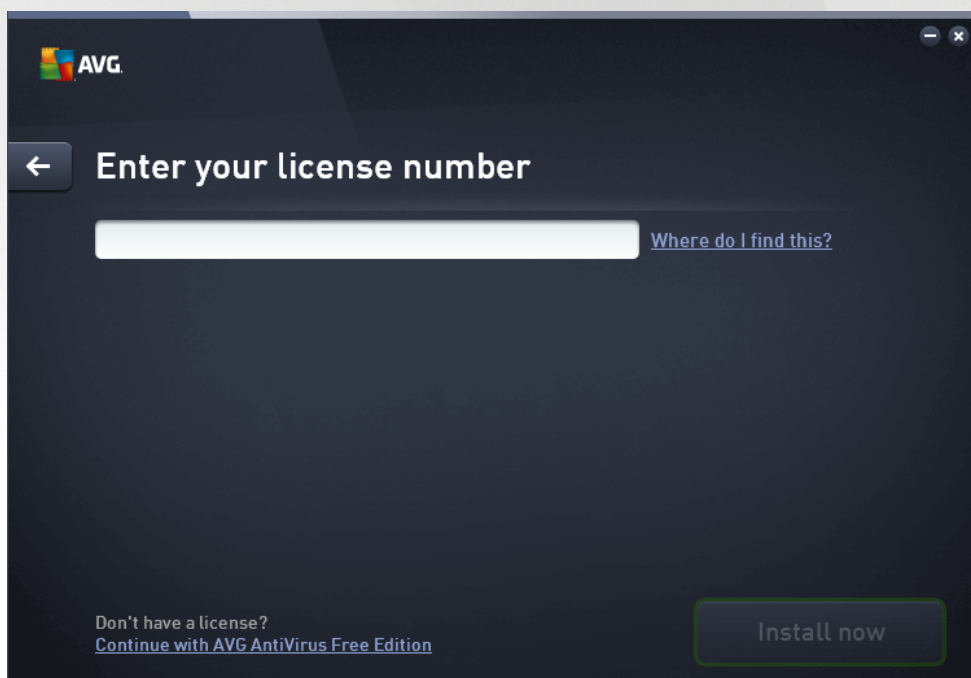 AVG.
Enter your license number
Where do I find this?
Don't have a license?
Continue with AVG AntiVirus Free Edition
Install now